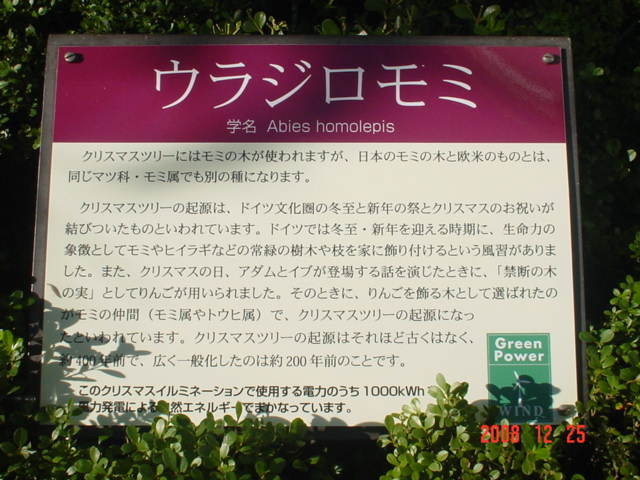 ウラジロモミ
学名 Abies homolepis
クリスマスツリーにはモミの木が使われますが、日本のモミの木と欧米のものとは、
同じマツ科・モミ属でも別の種になります。
クリスマスツリーの起源は、ドイツ文化圏の冬至と新年の祭とクリスマスのお祝いが
結びついたものといわれています。ドイツでは冬至・新年を迎える時期に、生命力の
象徴としてモミやヒイラギなどの常緑の樹木や枝を家に飾り付けるという風習がありま
した。また、クリスマスの日、アダムとイブが登場する話を演じたときに、「禁断の木
の実」としてりんごが用いられました。そのときに、りんごを飾る木として選ばれたの
がモミの仲間（モミ属やトウヒ属）で、クリスマスツリーの起源になっ
たといわれています。クリスマスツリーの起源はそれほど古くはなく、
約400年前で、広く一般化したのは約200年前のことです。
このクリスマスイルミネーションで使用する電力のうち1000kWh
力発電による 然エネルギーでまかなっています。
Green
Power
WIND
2008 12 25